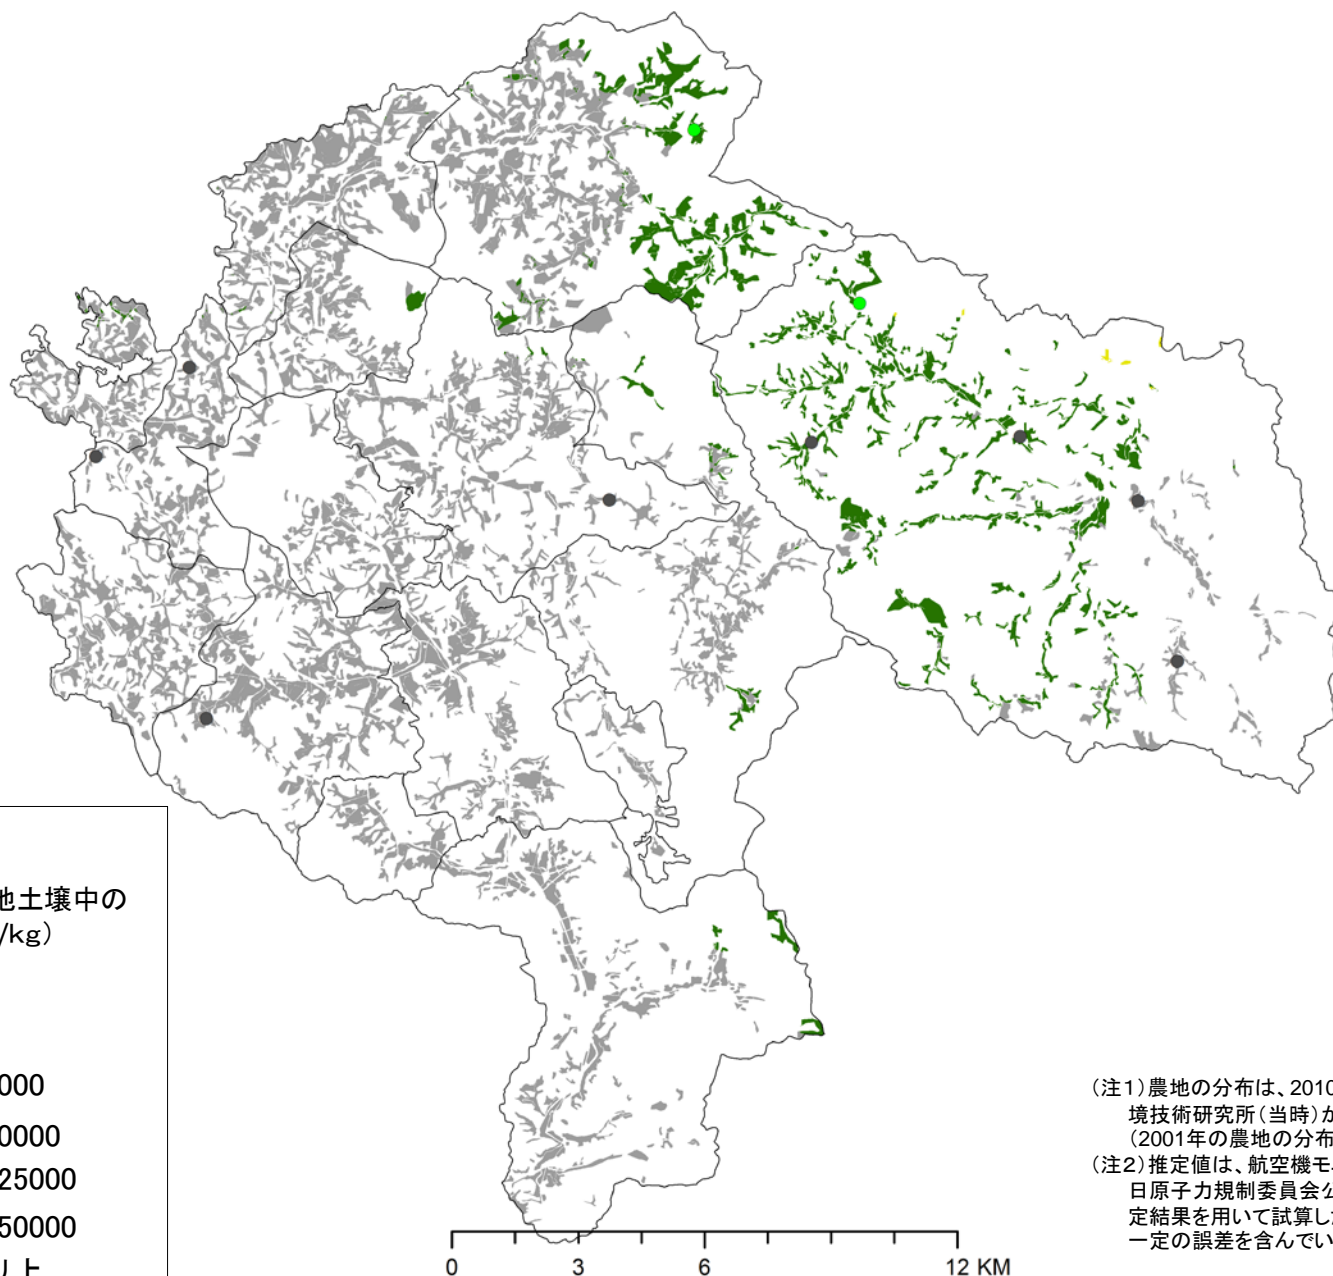 地土壌中の
/kg）
000
0000
25000
50000
以上
0 3 6 12 KM
（注1）農地の分布は、2010
境技術研究所（当時）が
（2001年の農地の分布
（注2）推定値は、航空機モ
日原子力規制委員会公
定結果を用いて試算し
一定の誤差を含んでい